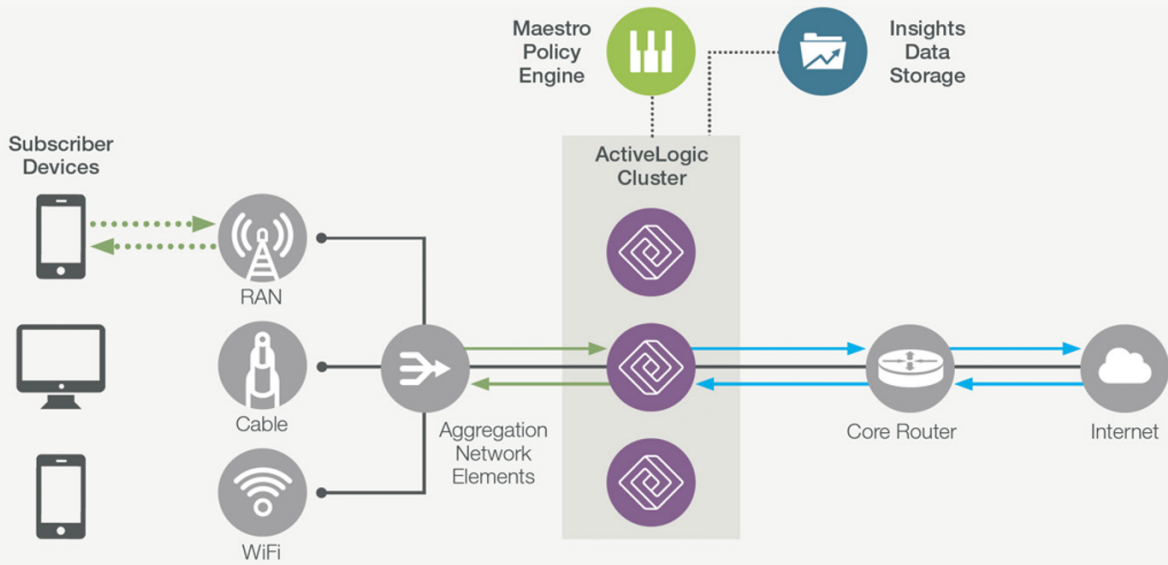 Maestro
Policy
Engine
Insights
Data
Storage
Subscriber
Devices
ActiveLogic
Cluster
RAN
Cable
Aggregation
Network
Elements
Core Router
Internet
WiFi